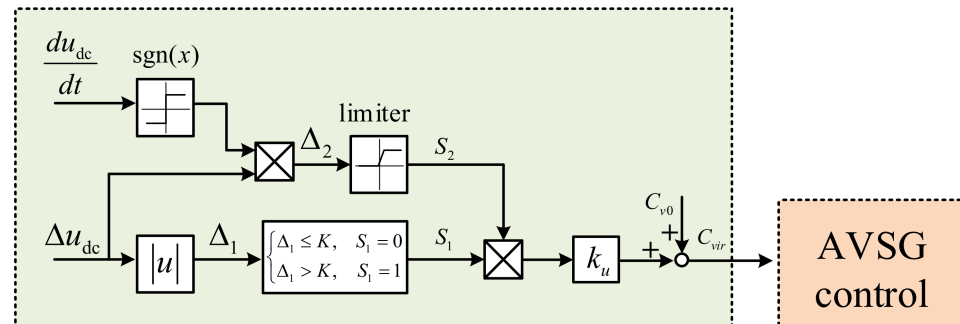 du_dc
dt
sgn(x)
limiter
Δ₂
S₂
Δu_dc
|u|
Δ₁
Δ₁ ≤ K, S₁ = 0
Δ₁ > K, S₁ = 1
S₁
k_u
C_v0
+
+
C_vir
AVSG
control